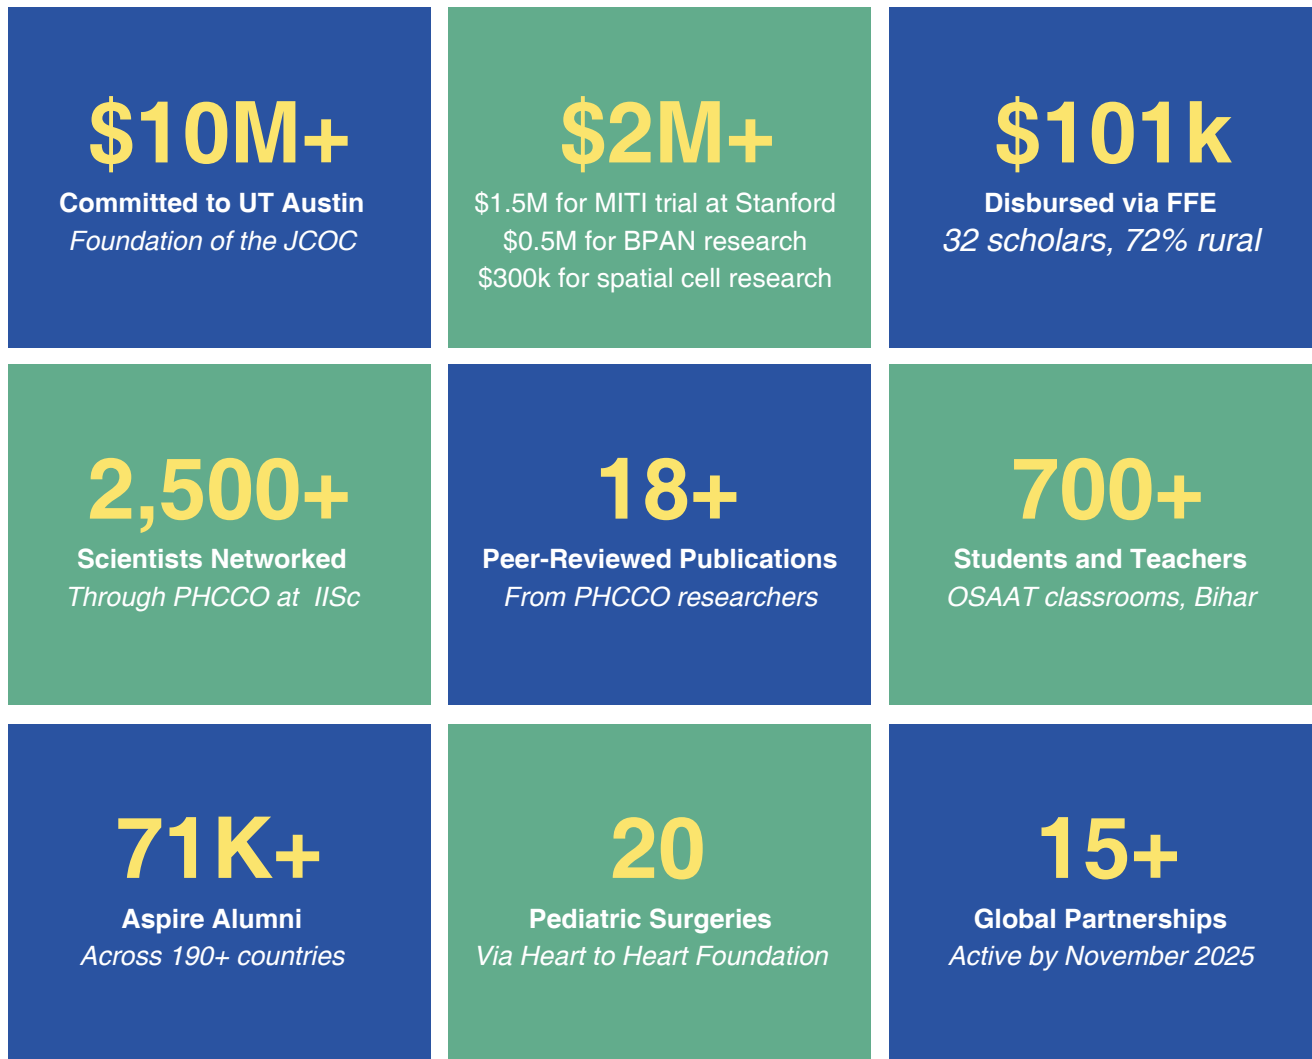 $10M+
Committed to UT Austin
Foundation of the JCOC
$2M+
$1.5M for MITI trial at Stanford
$0.5M for BPAN research
$300k for spatial cell research
$101k
Disbursed via FFE
32 scholars, 72% rural
2,500+
Scientists Networked
Through PHCCO at  IISc
18+
Peer-Reviewed Publications
From PHCCO researchers
700+
Students and Teachers
OSAAT classrooms, Bihar
71K+
Aspire Alumni
Across 190+ countries
20
Pediatric Surgeries
Via Heart to Heart Foundation
15+
Global Partnerships
Active by November 2025